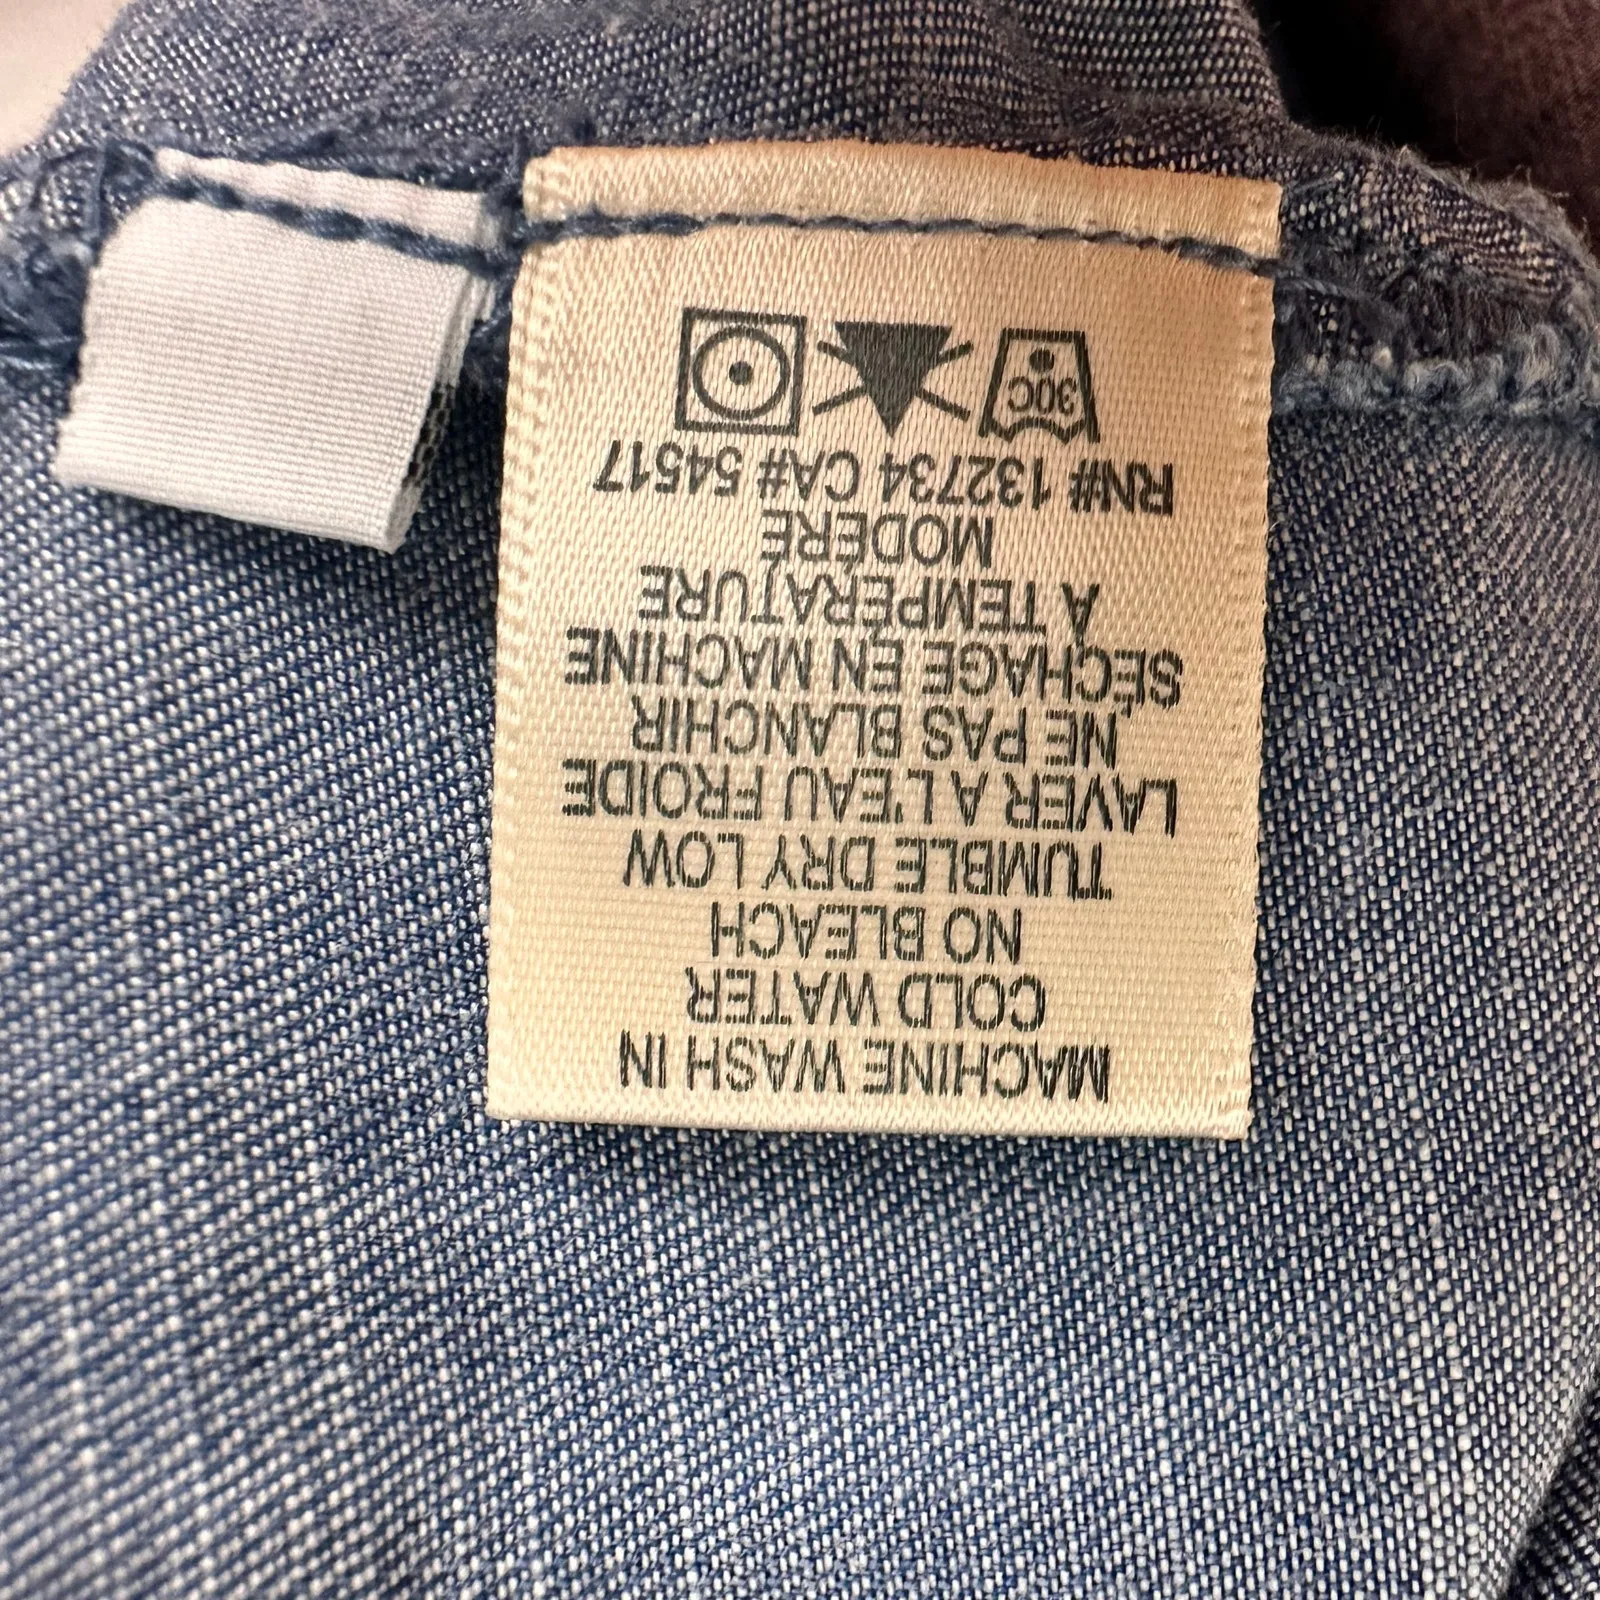 MACHINE WASH IN
COLD WATER
NO BLEACH
TUMBLE DRY LOW
LAVER A L'EAU FROIDE
NE PAS BLANCHIR
SÉCHAGE EN MACHINE
À TEMPÉRATURE
MODÉRÉ
RN# 132734 CA# 54517
30C